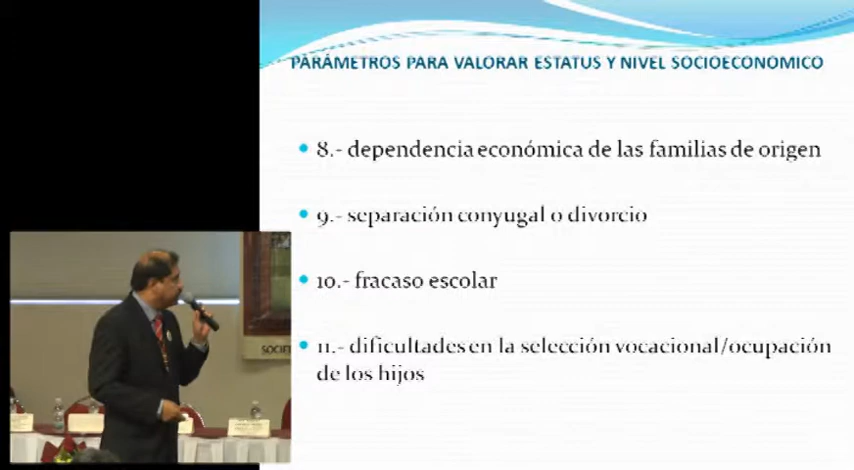 PARÁMETROS PARA VALORAR ESTATUS Y NIVEL SOCIOECONOMICO
8.- dependencia económica de las familias de origen
9.- separación conyugal o divorcio
10.- fracaso escolar
11.- dificultades en la selección vocacional/ocupación
de los hijos